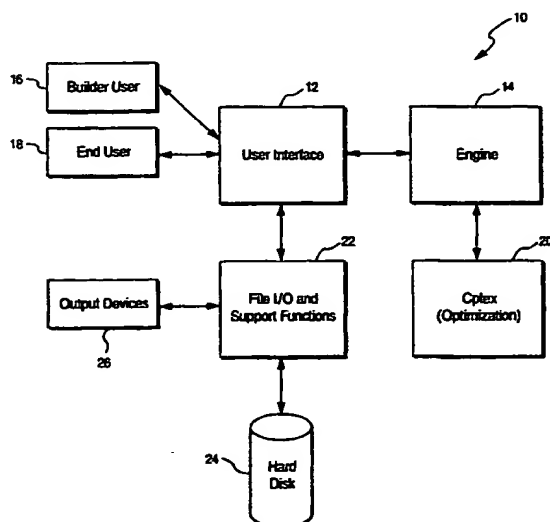 10
16
Builder User
12
14
18
End User
User Interface
Engine
22
20
Output Devices
26
File I/O and
Support Functions
Cplex
(Optimization)
24
Hard
Disk